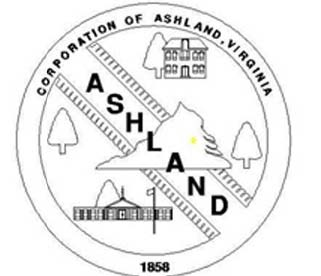 CORPORATION OF ASHLAND, VIRGINIA
ASHLAND
1858